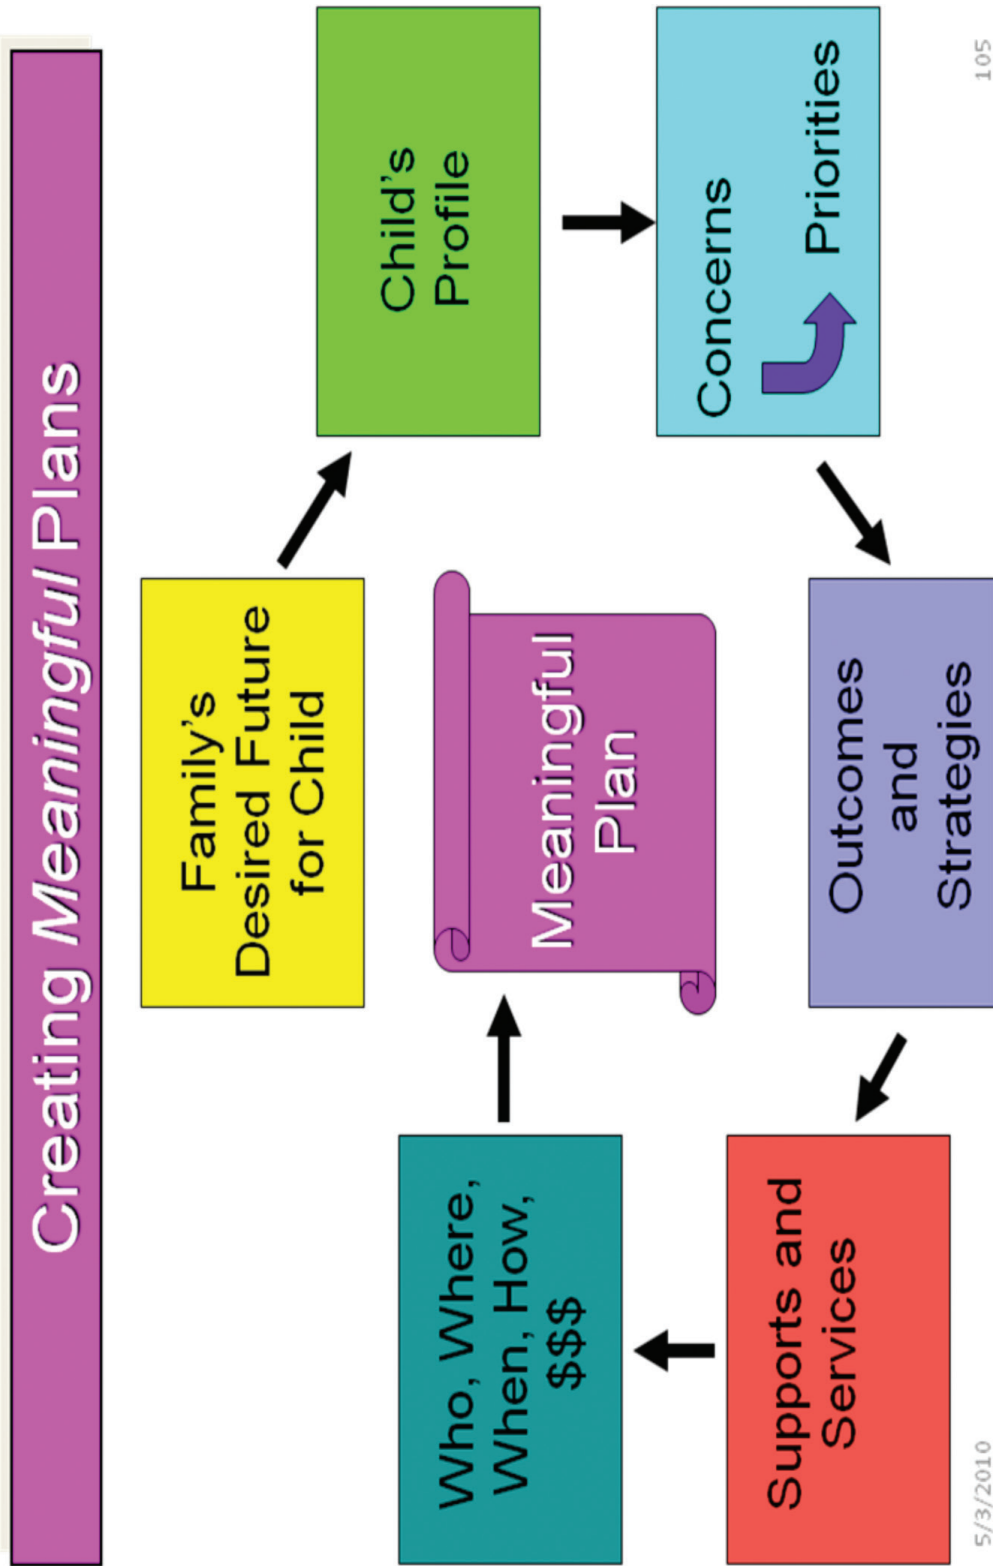 Creating Meaningful Plans
Family's
Desired Future
for Child
Child's
Profile
Concerns
Priorities
Outcomes
and
Strategies
Supports and
Services
Who, Where,
When, How,
$$$
Meaningful
Plan
5/3/2010
105